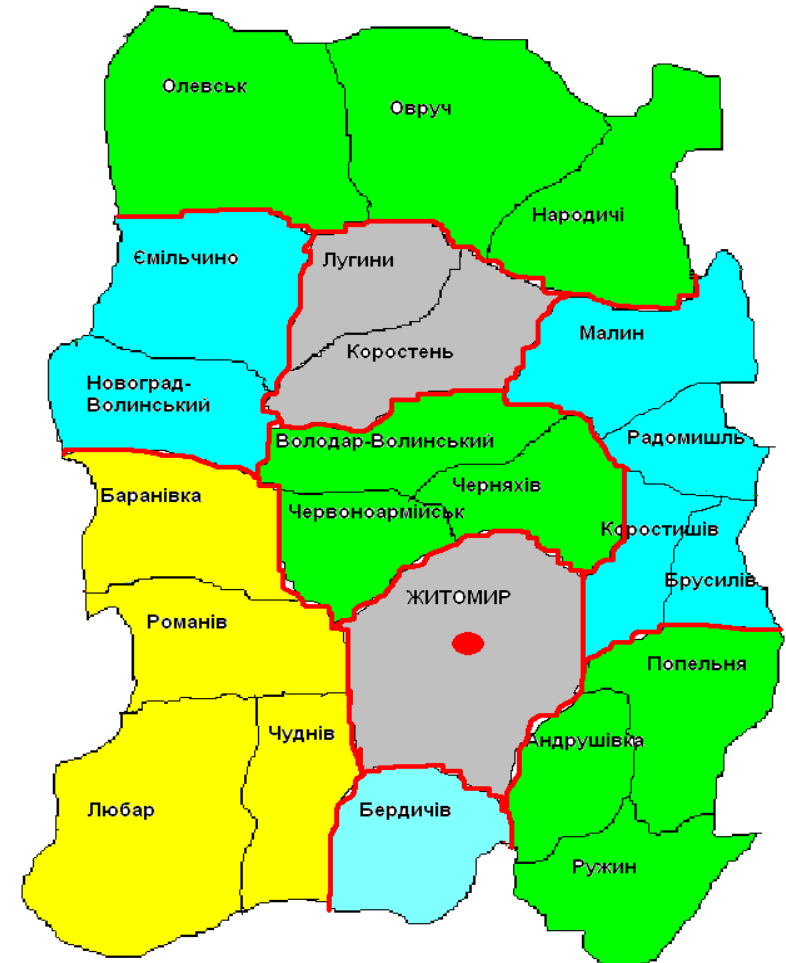 Олевськ
Овруч
Народичі
Ємільчино
Лугини
Малин
Коростень
Новоград-
Волинський
Володар-Волинський
Радомишль
Баранівка
Черняхів
Червоноармійськ
Коростишів
Брусилів
ЖИТОМИР
Романів
Попельня
Чуднів
Андрушівка
Любар
Бердичів
Ружин